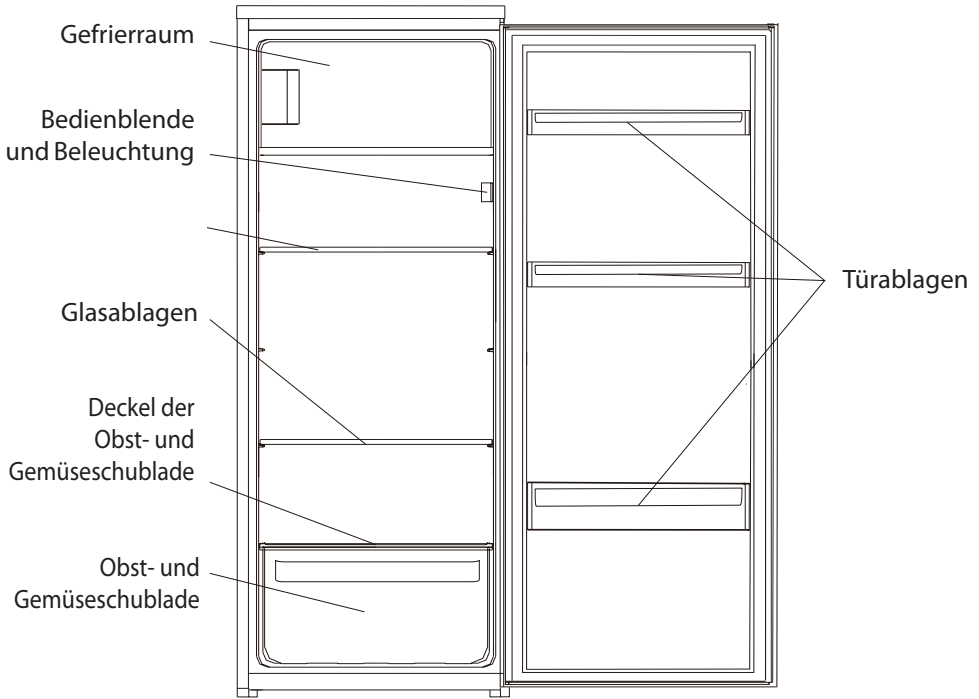 Gefrierraum
Bedienblende
und Beleuchtung
Glasablagen
Deckel der
Obst- und
Gemüseschublade
Obst- und
Gemüseschublade
Türablagen